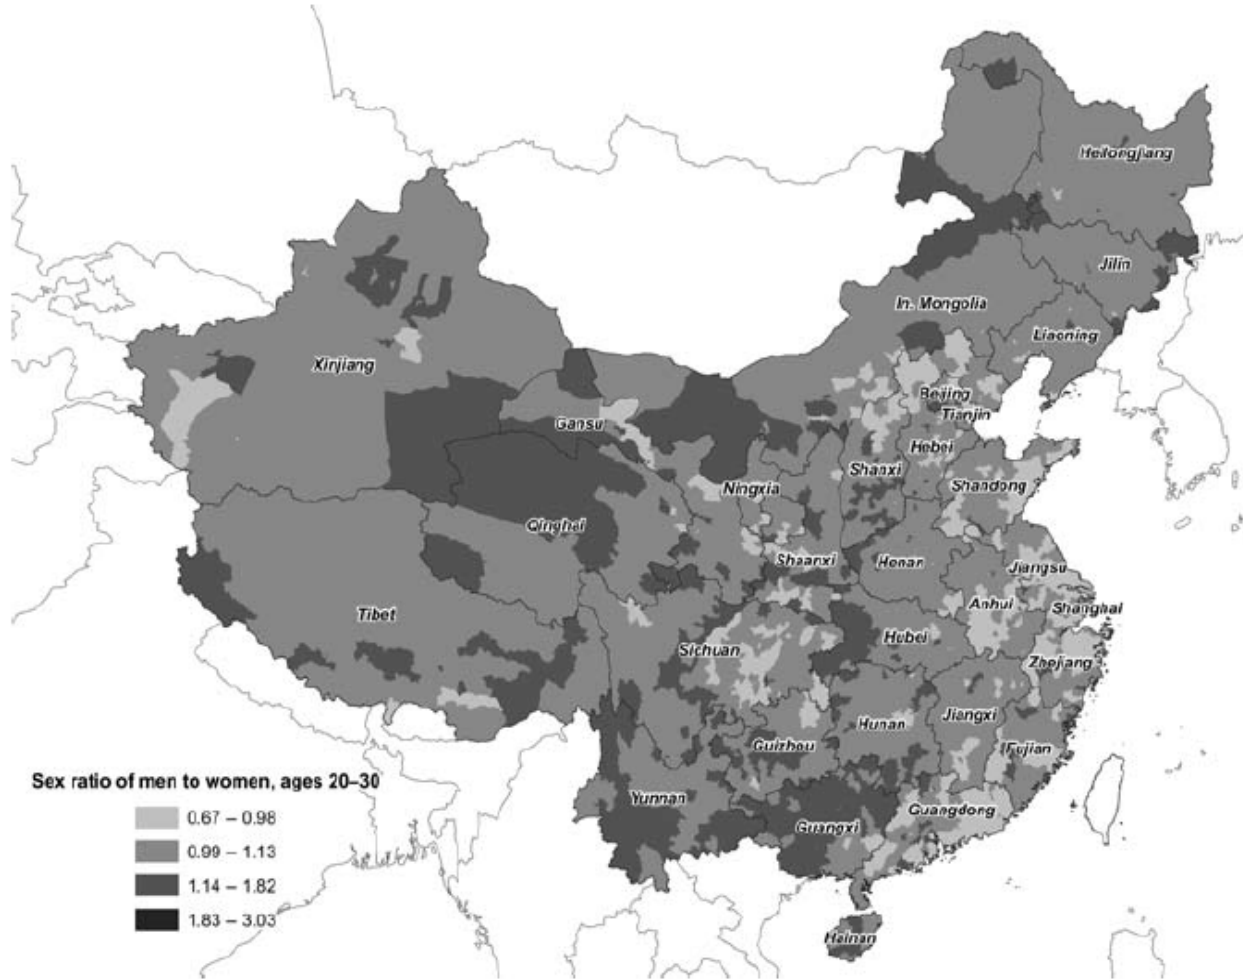 Heilongjiang
Jilin
In. Mongolia
Liaoning
Xinjiang
Beijing
Tianjin
Gansu
Hebei
Shanxi
Ningxia
Shandong
Qinghai
Shaanxi
Henan
Jiangsu
Anhui
Shanghai
Tibet
Hubei
Sichuan
Zhejiang
Jiangxi
Hunan
Guizhou
Fujian
Sex ratio of men to women, ages 20–30
Yunnan
Guangdong
0.67 – 0.98
Guangxi
0.99 – 1.13
1.14 – 1.82
1.83 – 3.03
Hainan